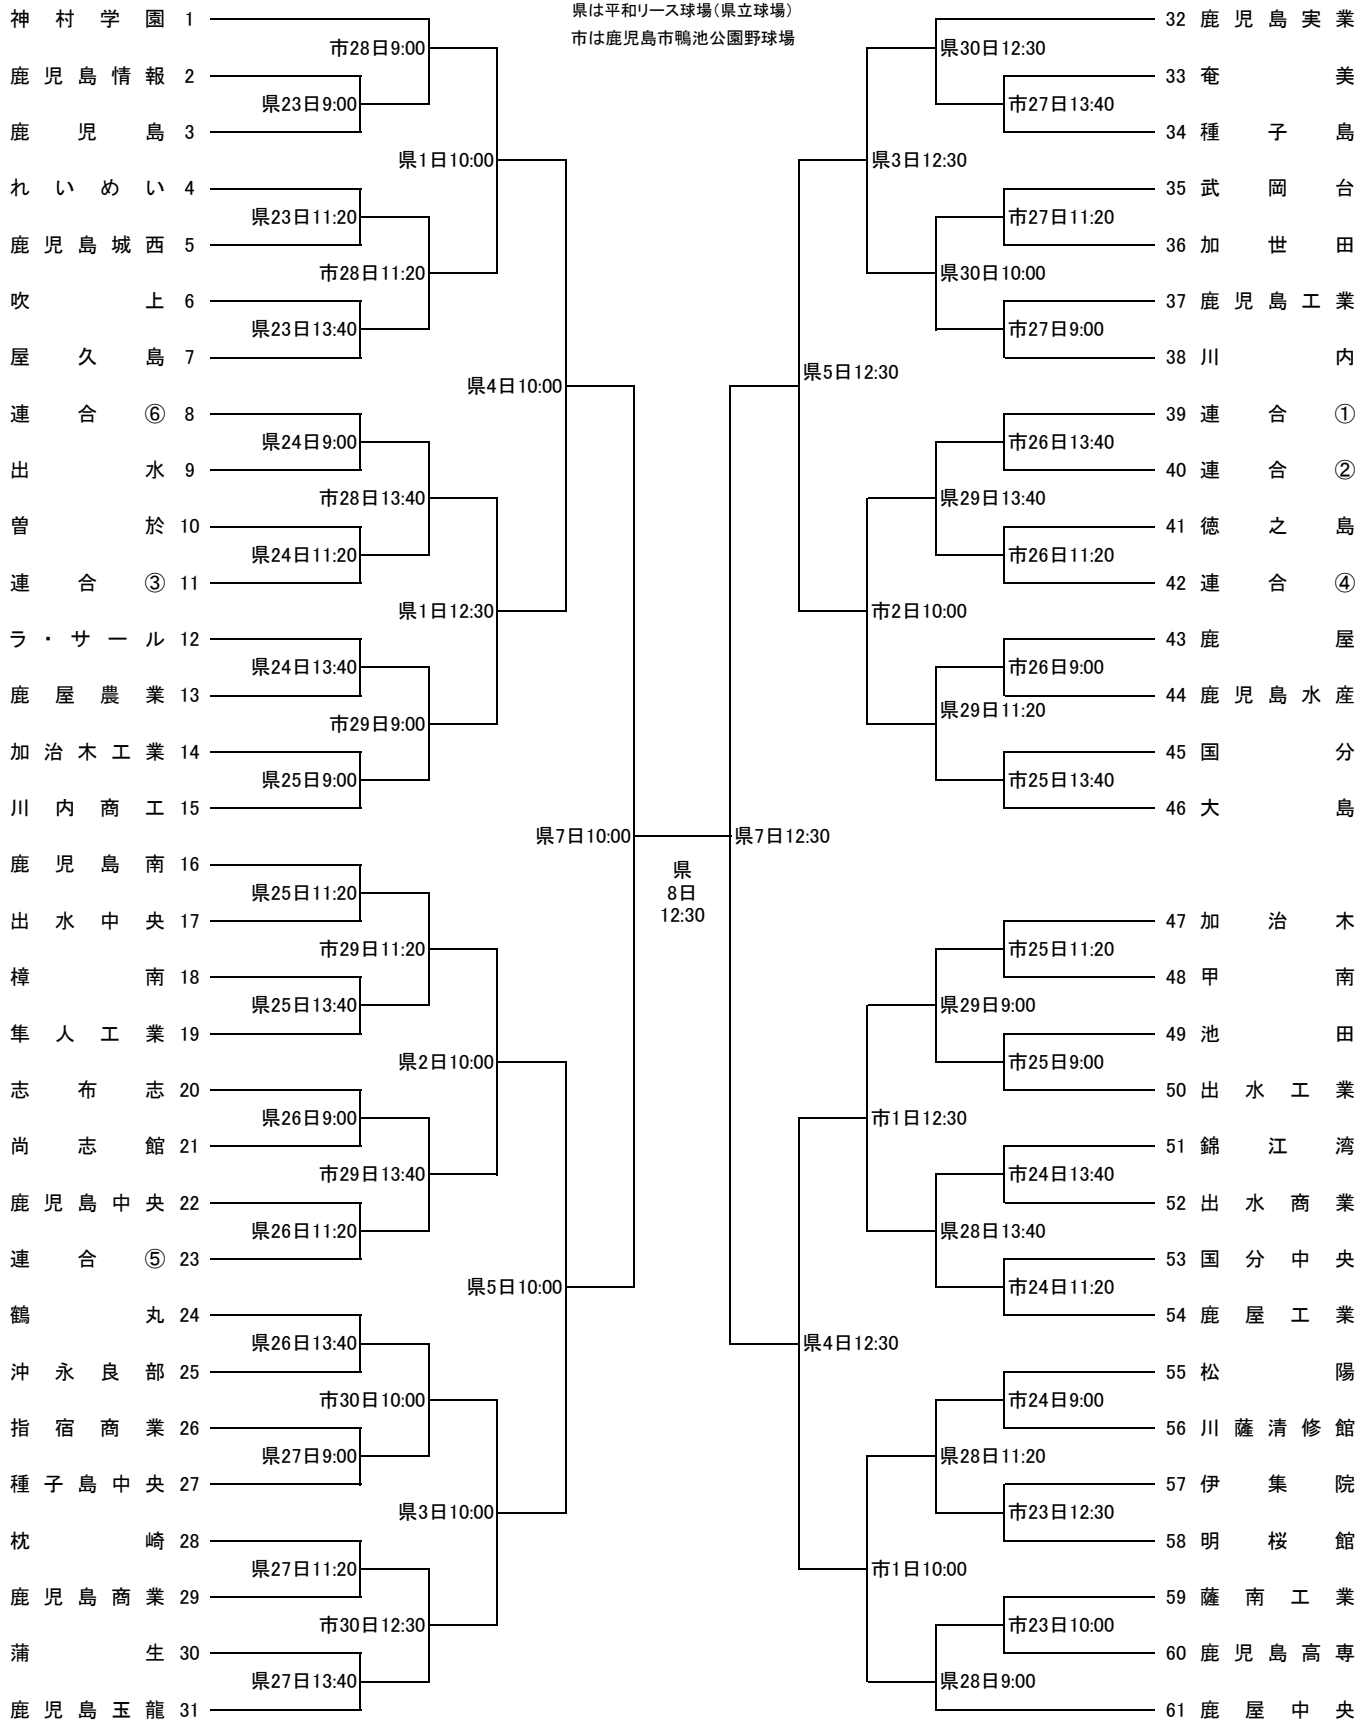 県は平和リース球場(県立球場)
市は鹿児島市鴨池公園野球場
神村学園 1
市28日9:00
鹿児島情報 2
県23日9:00
鹿児島 3
県1日10:00
れいめい 4
県23日11:20
鹿児島城西 5
市28日11:20
吹上 6
県23日13:40
屋久島 7
県4日10:00
連合⑥ 8
県24日9:00
出水 9
市28日13:40
曽於 10
県24日11:20
連合③ 11
県1日12:30
ラ・サール 12
県24日13:40
鹿屋農業 13
市29日9:00
加治木工業 14
県25日9:00
川内商工 15
県7日10:00
鹿児島南 16
県25日11:20
出水中央 17
市29日11:20
樟南 18
県25日13:40
隼人工業 19
県2日10:00
志布志 20
県26日9:00
尚志館 21
市29日13:40
鹿児島中央 22
県26日11:20
連合⑤ 23
県5日10:00
鶴丸 24
県26日13:40
沖永良部 25
市30日10:00
指宿商業 26
県27日9:00
種子島中央 27
県3日10:00
枕崎 28
県27日11:20
鹿児島商業 29
市30日12:30
蒲生 30
県27日13:40
鹿児島玉龍 31
県
8日
12:30
32 鹿児島実業
県30日12:30
33 奄美
市27日13:40
34 種子島
県3日12:30
35 武岡台
市27日11:20
36 加世田
県30日10:00
37 鹿児島工業
市27日9:00
38 川内
県5日12:30
39 連合①
市26日13:40
40 連合②
県29日13:40
41 徳之島
市26日11:20
42 連合④
市2日10:00
43 鹿屋
市26日9:00
44 鹿児島水産
県29日11:20
45 国分
市25日13:40
46 大島
県7日12:30
47 加治木
市25日11:20
48 甲南
県29日9:00
49 池田
市25日9:00
50 出水工業
市1日12:30
51 錦江湾
市24日13:40
52 出水商業
県28日13:40
53 国分中央
市24日11:20
54 鹿屋工業
県4日12:30
55 松陽
市24日9:00
56 川薩清修館
県28日11:20
57 伊集院
市23日12:30
58 明桜館
市1日10:00
59 薩南工業
市23日10:00
60 鹿児島高専
県28日9:00
61 鹿屋中央